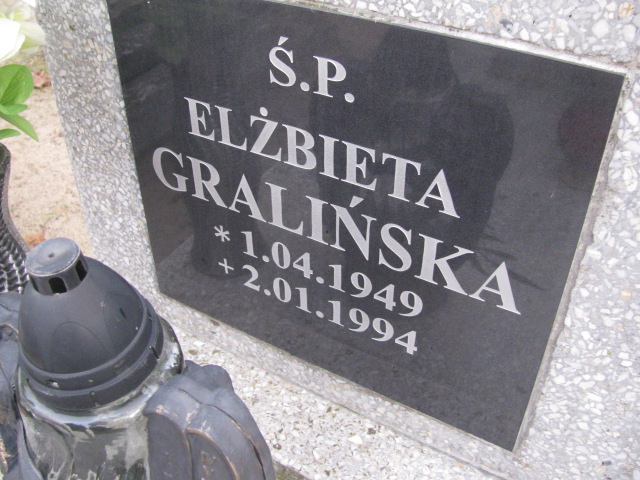 Ś.P.
ELŻBIETA
GRALIŃSKA
* 1.04.1949
+ 2.01.1994